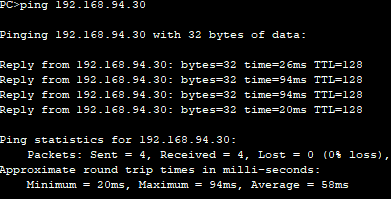 PC>ping 192.168.94.30

Pinging 192.168.94.30 with 32 bytes of data:

Reply from 192.168.94.30: bytes=32 time=26ms TTL=128
Reply from 192.168.94.30: bytes=32 time=94ms TTL=128
Reply from 192.168.94.30: bytes=32 time=94ms TTL=128
Reply from 192.168.94.30: bytes=32 time=20ms TTL=128

Ping statistics for 192.168.94.30:
    Packets: Sent = 4, Received = 4, Lost = 0 (0% loss),
Approximate round trip times in milli-seconds:
    Minimum = 20ms, Maximum = 94ms, Average = 58ms